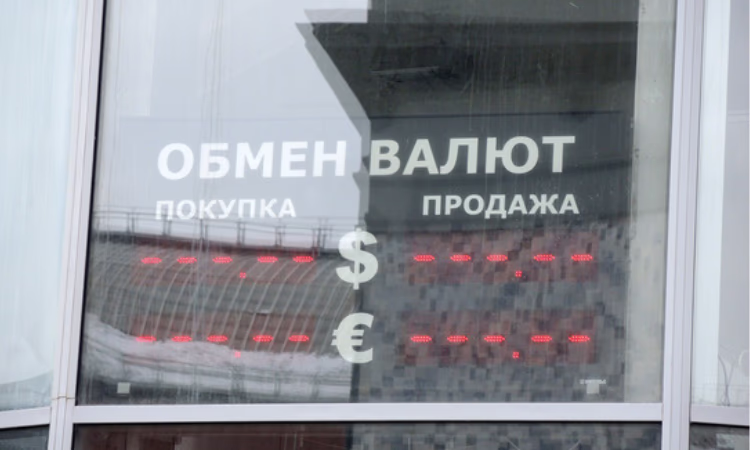 ОБМЕН ВАЛЮТ
ПОКУПКА ПРОДАЖА
---.-- $ ---.--
---.-- € ---.--